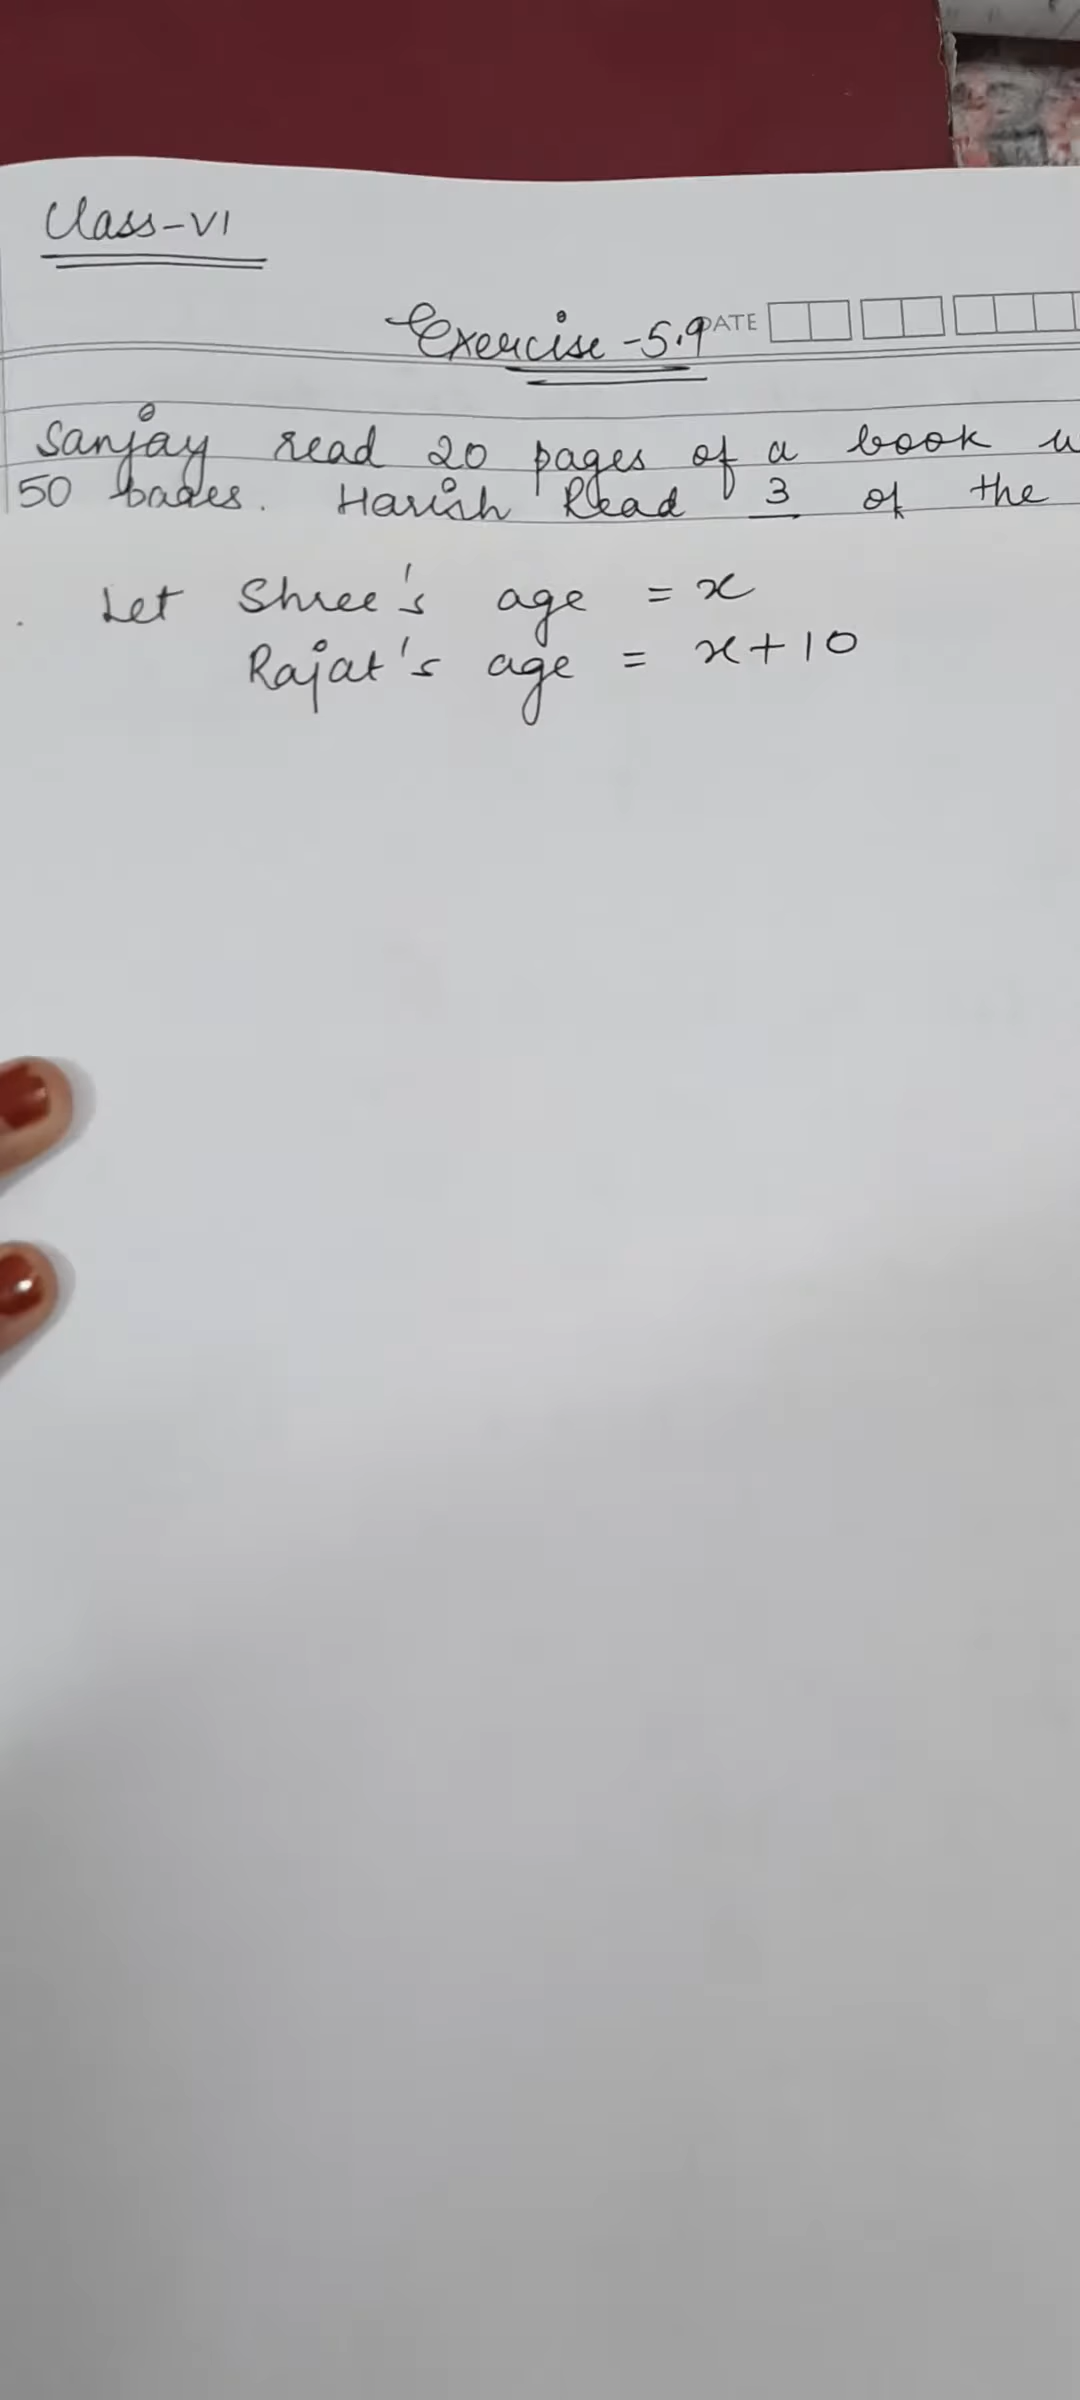 Class-VI
Exercise-5.9
DATE
Sanjay read 20 pages of a book
50 pages. Harish Read 3 of the
Let Shree's age = x
Rajat's age = x+10